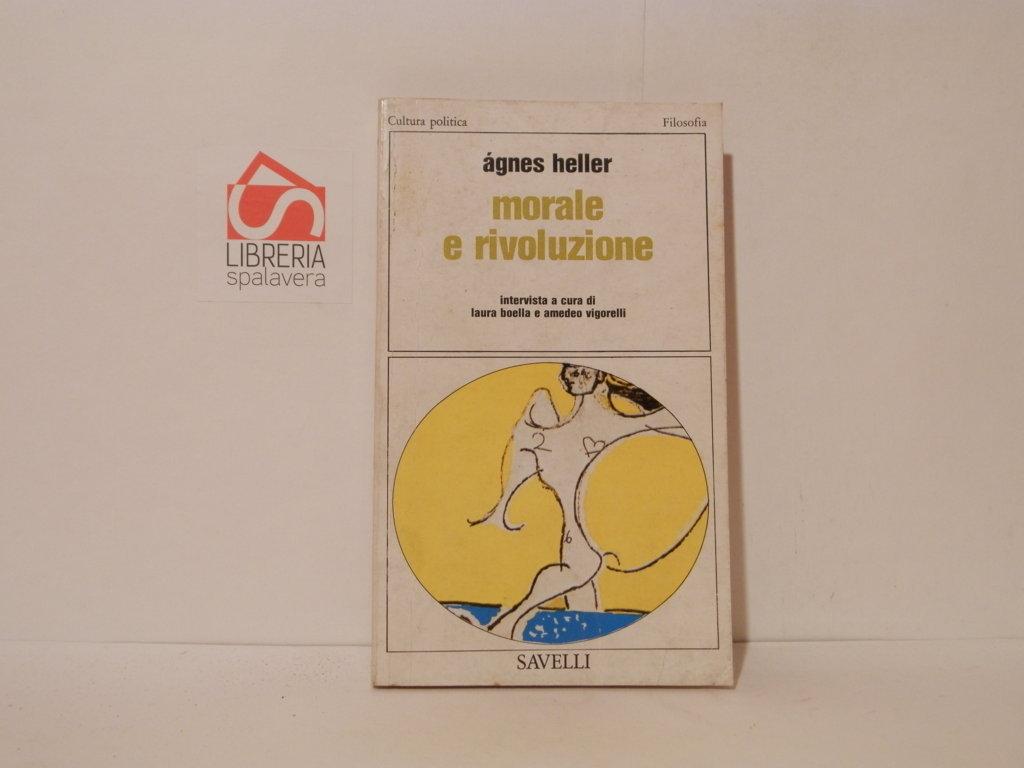 Cultura politica
Filosofia
ágnes heller
morale
e rivoluzione
intervista a cura di
laura boella e amedeo vigorelli
SAVELLI
LIBRERIA
spalavera